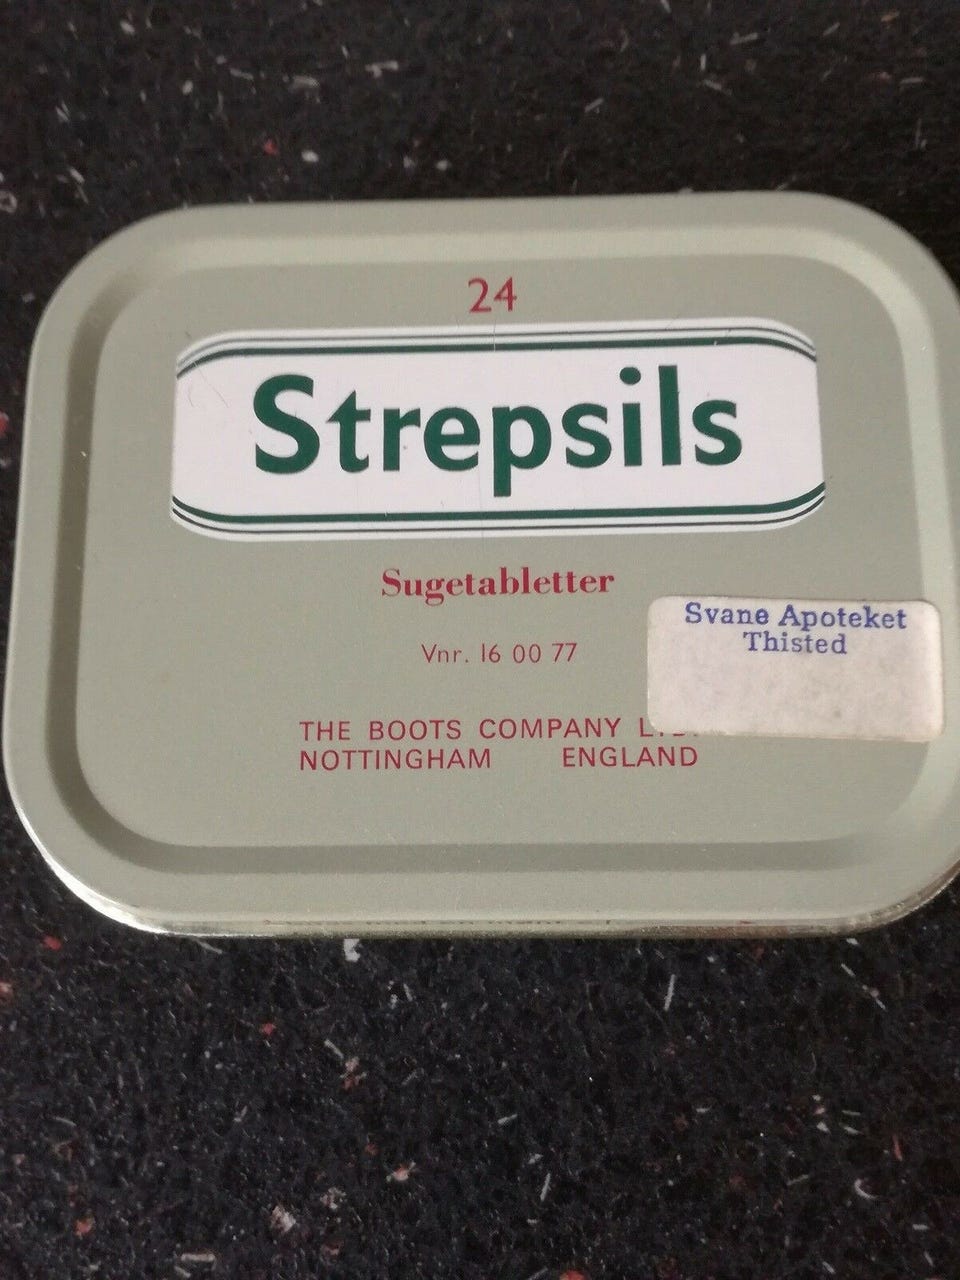 24
Strepsils
Sugetabletter
Svane Apoteket
Thisted
Vnr. 16 00 77
THE BOOTS COMPANY
NOTTINGHAM ENGLAND